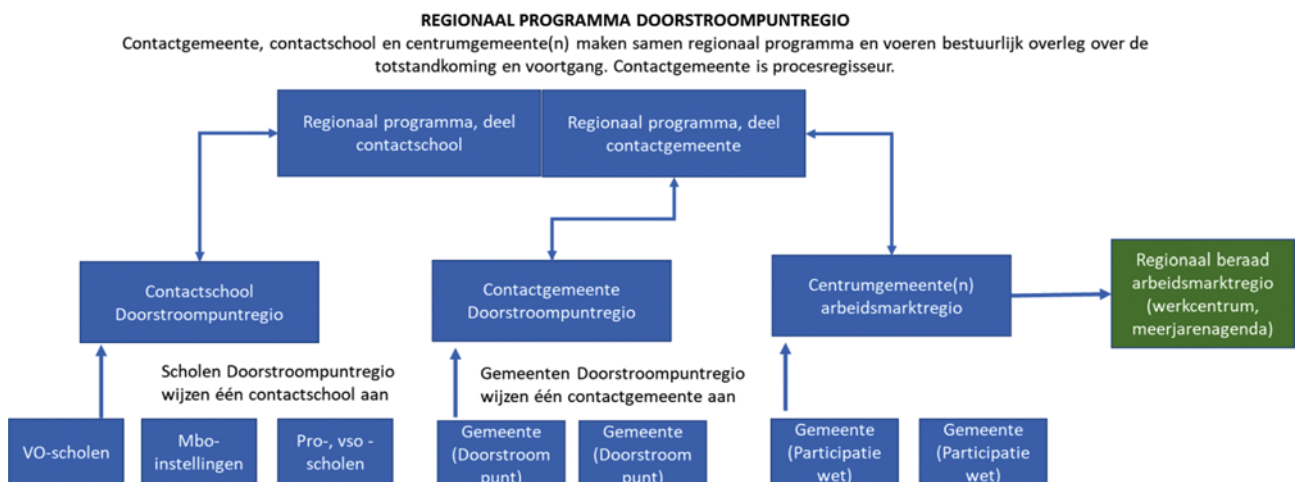 REGIONAAL PROGRAMMA DOORSTROOMPUNTREGIO
Contactgemeente, contactschool en centrumgemeente(n) maken samen regionaal programma en voeren bestuurlijk overleg over de
totstandkoming en voortgang. Contactgemeente is procesregisseur.
Regionaal programma, deel
contactschool
Regionaal programma, deel
contactgemeente
Contactschool
Doorstroompuntregio
Contactgemeente
Doorstroompuntregio
Centrumgemeente(n)
arbeidsmarktregio
Regionaal beraad
arbeidsmarktregio
(werkcentrum,
meerjarenagenda)
Scholen Doorstroompuntregio
wijzen één contactschool aan
Gemeenten Doorstroompuntregio
wijzen één contactgemeente aan
VO-scholen
Mbo-
instellingen
Pro-, vso -
scholen
Gemeente
(Doorstroom
punt)
Gemeente
(Doorstroom
punt)
Gemeente
(Participatie
wet)
Gemeente
(Participatie
wet)